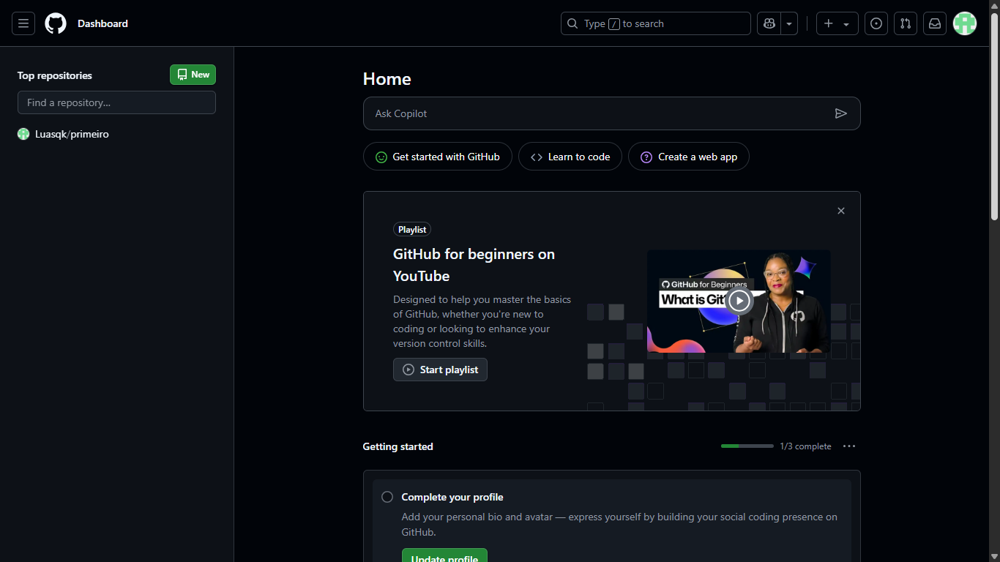 Dashboard
Type / to search
Top repositories
New
Find a repository...
Luasqk/primeiro
Home
Ask Copilot
Get started with GitHub
Learn to code
Create a web app
Playlist
GitHub for beginners on
YouTube
Designed to help you master the basics
of GitHub, whether you're new to
coding or looking to enhance your
version control skills.
Start playlist
GitHub for Beginners
What is Git
Getting started
1/3 complete
Complete your profile
Add your personal bio and avatar — express yourself by building your social coding presence on
GitHub.
Update profile